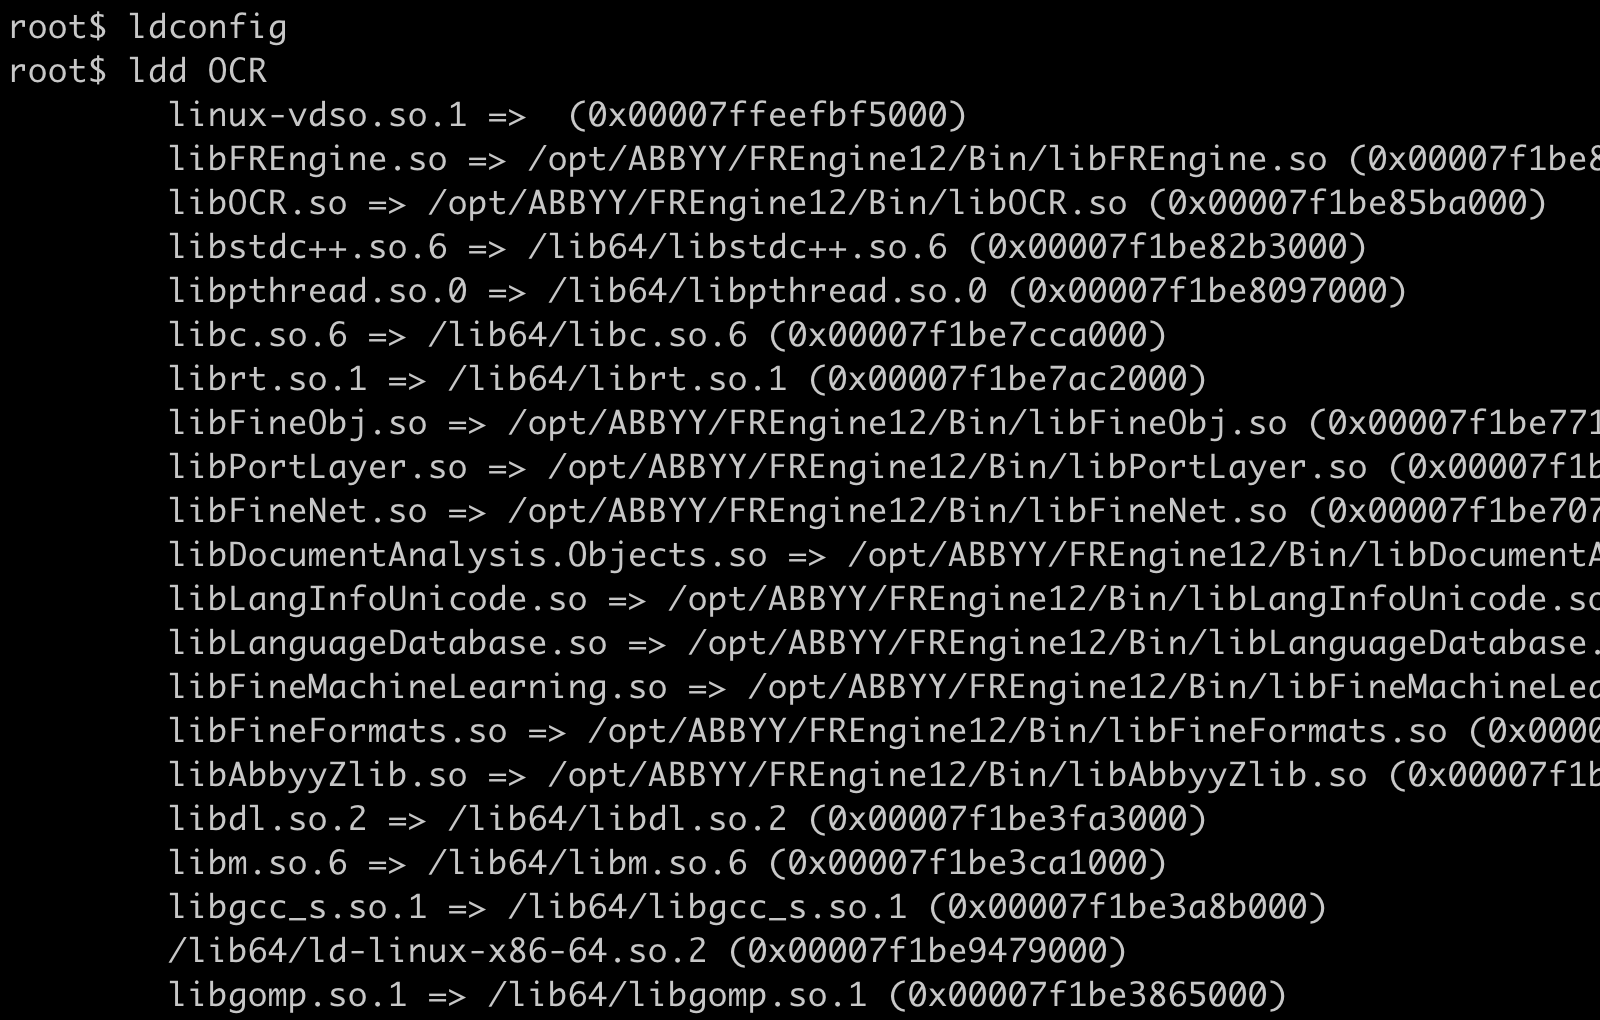 root$ ldconfig
root$ ldd OCR
linux-vdso.so.1 =>  (0x00007ffeefbf5000)
libFREngine.so => /opt/ABBYY/FREngine12/Bin/libFREngine.so (0x00007f1be8
libOCR.so => /opt/ABBYY/FREngine12/Bin/libOCR.so (0x00007f1be85ba000)
libstdc++.so.6 => /lib64/libstdc++.so.6 (0x00007f1be82b3000)
libpthread.so.0 => /lib64/libpthread.so.0 (0x00007f1be8097000)
libc.so.6 => /lib64/libc.so.6 (0x00007f1be7cca000)
librt.so.1 => /lib64/librt.so.1 (0x00007f1be7ac2000)
libFineObj.so => /opt/ABBYY/FREngine12/Bin/libFineObj.so (0x00007f1be771
libPortLayer.so => /opt/ABBYY/FREngine12/Bin/libPortLayer.so (0x00007f1b
libFineNet.so => /opt/ABBYY/FREngine12/Bin/libFineNet.so (0x00007f1be707
libDocumentAnalysis.Objects.so => /opt/ABBYY/FREngine12/Bin/libDocumentA
libLangInfoUnicode.so => /opt/ABBYY/FREngine12/Bin/libLangInfoUnicode.so
libLanguageDatabase.so => /opt/ABBYY/FREngine12/Bin/libLanguageDatabase.
libFineMachineLearning.so => /opt/ABBYY/FREngine12/Bin/libFineMachineLea
libFineFormats.so => /opt/ABBYY/FREngine12/Bin/libFineFormats.so (0x0000
libAbbyyZlib.so => /opt/ABBYY/FREngine12/Bin/libAbbyyZlib.so (0x00007f1b
libdl.so.2 => /lib64/libdl.so.2 (0x00007f1be3fa3000)
libm.so.6 => /lib64/libm.so.6 (0x00007f1be3ca1000)
libgcc_s.so.1 => /lib64/libgcc_s.so.1 (0x00007f1be3a8b000)
/lib64/ld-linux-x86-64.so.2 (0x00007f1be9479000)
libgomp.so.1 => /lib64/libgomp.so.1 (0x00007f1be3865000)